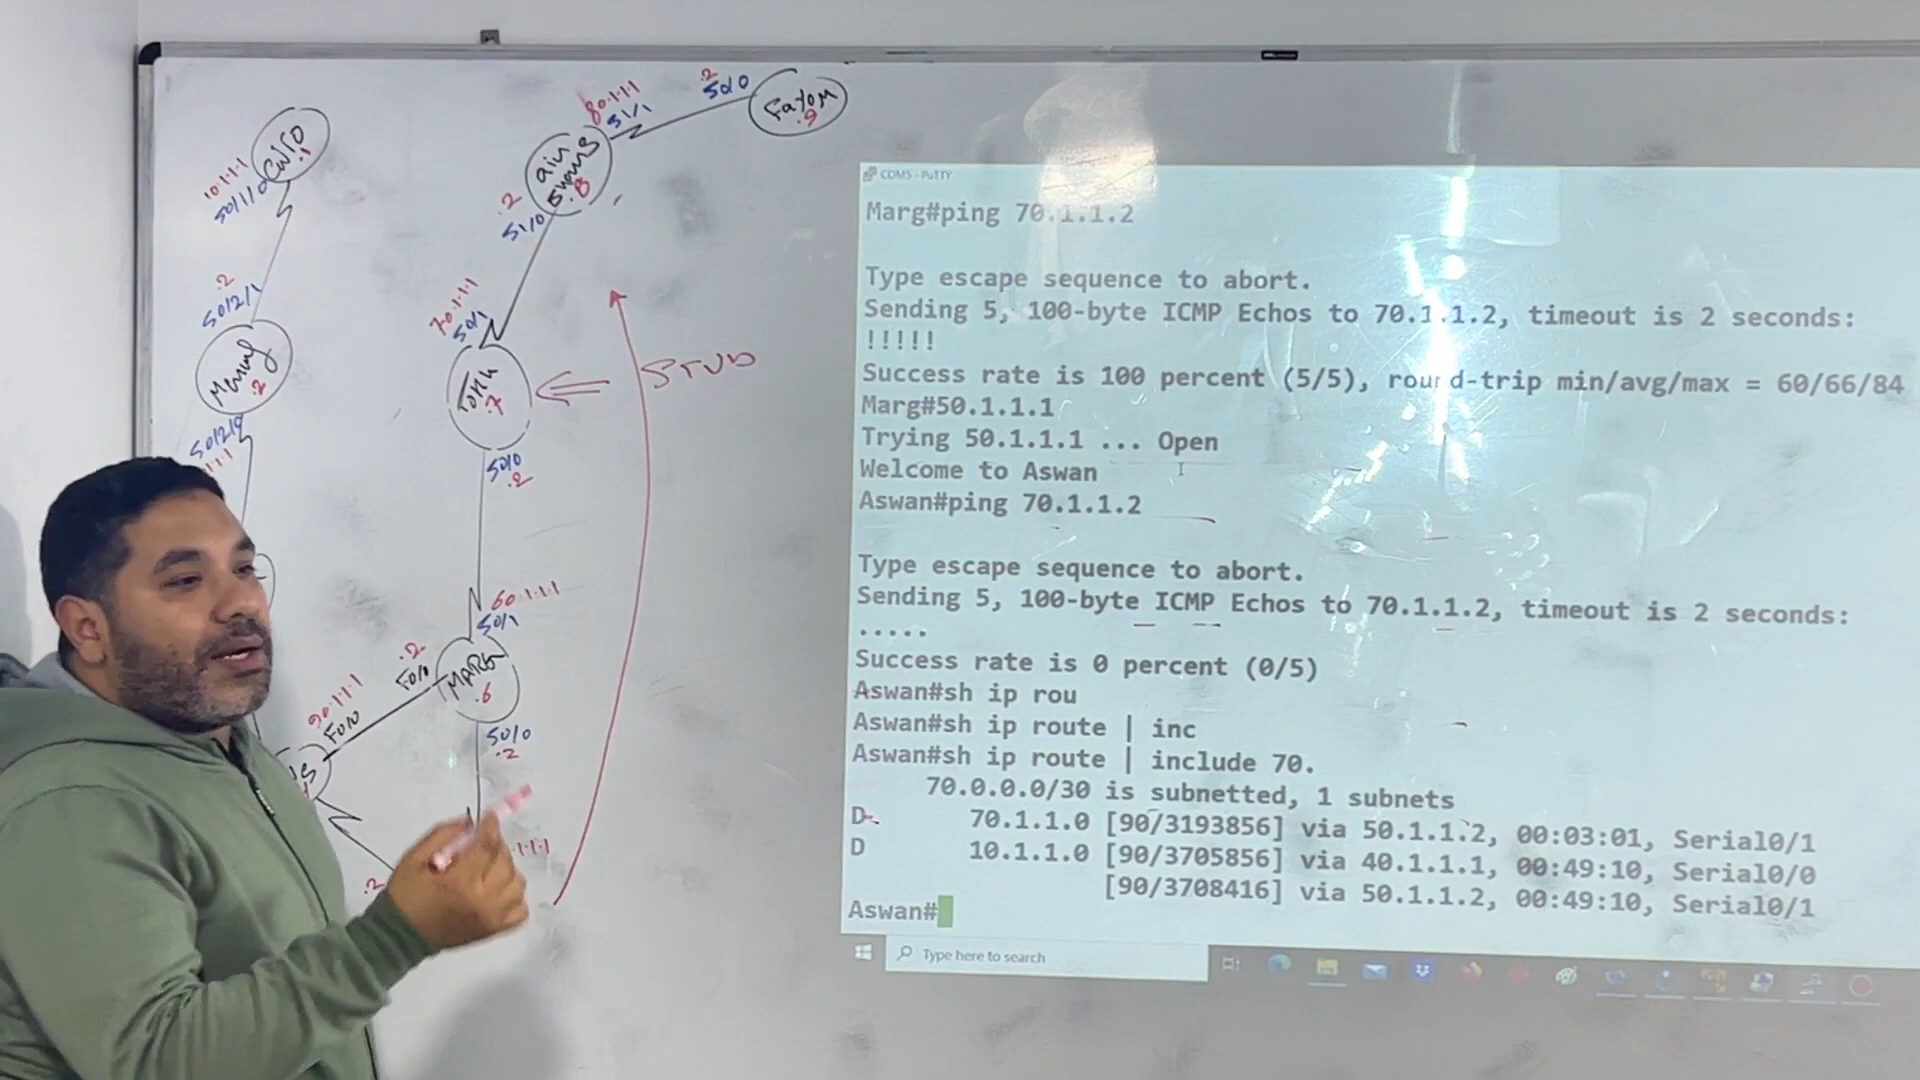 Cairo
.1
10.1.1.1
S0/1/0
.2
S0/2/1
.2
S0/2/0
80.1.1.1
S1/1
.2
S0/0
Fayom
.9
ain
shams
.8
.2
S1/0
70.1.1.1
S0/1
.7
STUB
S0/0
.2
60.1.1.1
S0/1
MARG
.6
.2
F0/0
90.1.1.1
F0/0
S0/0
.2
.2
COM5 - PuTTY
Marg#ping 70.1.1.2
Type escape sequence to abort.
Sending 5, 100-byte ICMP Echos to 70.1.1.2, timeout is 2 seconds:
!!!!!
Success rate is 100 percent (5/5), round-trip min/avg/max = 60/66/84
Marg#50.1.1.1
Trying 50.1.1.1 ... Open
Welcome to Aswan
Aswan#ping 70.1.1.2
Type escape sequence to abort.
Sending 5, 100-byte ICMP Echos to 70.1.1.2, timeout is 2 seconds:
.....
Success rate is 0 percent (0/5)
Aswan#sh ip rou
Aswan#sh ip route | inc
Aswan#sh ip route | include 70.
70.0.0.0/30 is subnetted, 1 subnets
D 70.1.1.0 [90/3193856] via 50.1.1.2, 00:03:01, Serial0/1
D 10.1.1.0 [90/3705856] via 40.1.1.1, 00:49:10, Serial0/0
[90/3708416] via 50.1.1.2, 00:49:10, Serial0/1
Aswan#
Type here to search